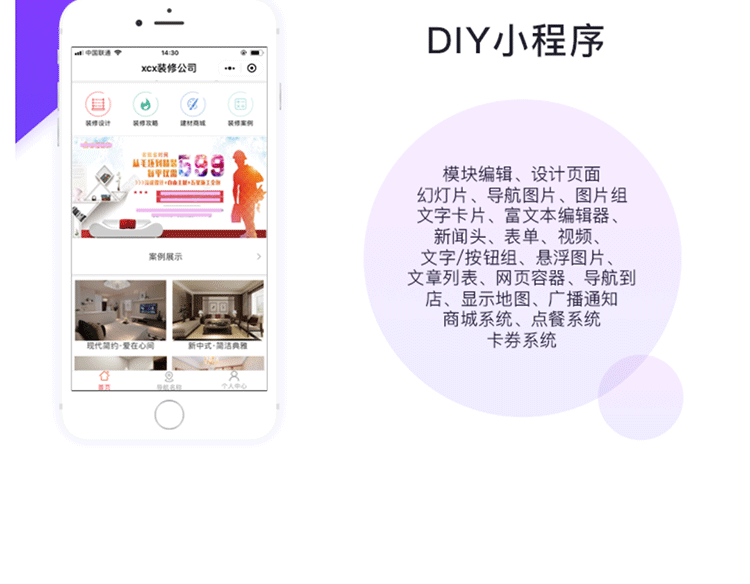 DIY小程序
模块编辑、设计页面
幻灯片、导航图片、图片组
文字卡片、富文本编辑器、
新闻头、表单、视频、
文字/按钮组、悬浮图片、
文章列表、网页容器、导航到
店、显示地图、广播通知
商城系统、点餐系统
卡券系统
中国联通
14:30
xcx装修公司
装修设计
装修攻略
建材商城
装修案例
599
案例展示
现代简约·爱在心间
新中式·简洁典雅
首页
导航名称
个人中心